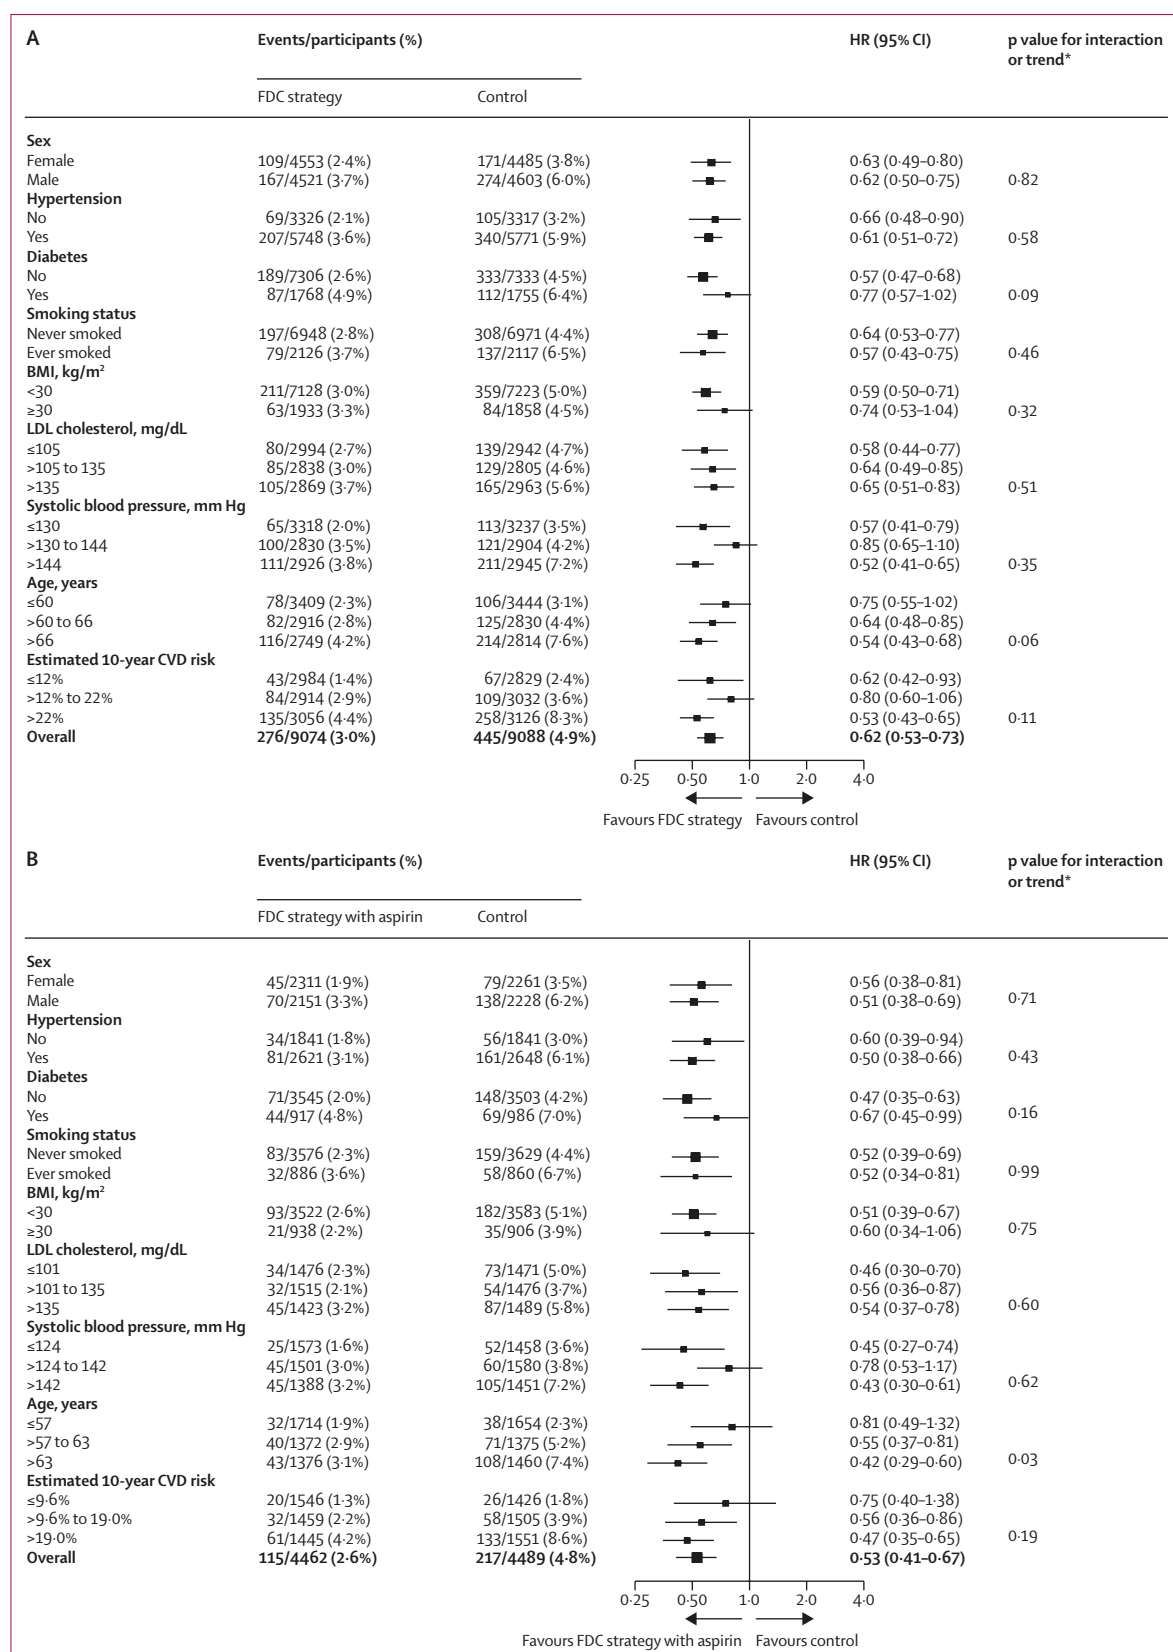 A Events/participants (%) HR (95% CI) p value for interaction
or trend*
FDC strategy Control
Sex
Female 109/4553 (2·4%) 171/4485 (3·8%) 0·63 (0·49–0·80)
Male 167/4521 (3·7%) 274/4603 (6·0%) 0·62 (0·50–0·75) 0·82
Hypertension
No 69/3326 (2·1%) 105/3317 (3·2%) 0·66 (0·48–0·90)
Yes 207/5748 (3·6%) 340/5771 (5·9%) 0·61 (0·51–0·72) 0·58
Diabetes
No 189/7306 (2·6%) 333/7333 (4·5%) 0·57 (0·47–0·68)
Yes 87/1768 (4·9%) 112/1755 (6·4%) 0·77 (0·57–1·02) 0·09
Smoking status
Never smoked 197/6948 (2·8%) 308/6971 (4·4%) 0·64 (0·53–0·77)
Ever smoked 79/2126 (3·7%) 137/2117 (6·5%) 0·57 (0·43–0·75) 0·46
BMI, kg/m²
<30 211/7128 (3·0%) 359/7223 (5·0%) 0·59 (0·50–0·71)
≥30 63/1933 (3·3%) 84/1858 (4·5%) 0·74 (0·53–1·04) 0·32
LDL cholesterol, mg/dL
≤105 80/2994 (2·7%) 139/2942 (4·7%) 0·58 (0·44–0·77)
>105 to 135 85/2838 (3·0%) 129/2805 (4·6%) 0·64 (0·49–0·85)
>135 105/2869 (3·7%) 165/2963 (5·6%) 0·65 (0·51–0·83) 0·51
Systolic blood pressure, mm Hg
≤130 65/3318 (2·0%) 113/3237 (3·5%) 0·57 (0·41–0·79)
>130 to 144 100/2830 (3·5%) 121/2904 (4·2%) 0·85 (0·65–1·10)
>144 111/2926 (3·8%) 211/2945 (7·2%) 0·52 (0·41–0·65) 0·35
Age, years
≤60 78/3409 (2·3%) 106/3444 (3·1%) 0·75 (0·55–1·02)
>60 to 66 82/2916 (2·8%) 125/2830 (4·4%) 0·64 (0·48–0·85)
>66 116/2749 (4·2%) 214/2814 (7·6%) 0·54 (0·43–0·68) 0·06
Estimated 10-year CVD risk
≤12% 43/2984 (1·4%) 67/2829 (2·4%) 0·62 (0·42–0·93)
>12% to 22% 84/2914 (2·9%) 109/3032 (3·6%) 0·80 (0·60–1·06)
>22% 135/3056 (4·4%) 258/3126 (8·3%) 0·53 (0·43–0·65) 0·11
Overall 276/9074 (3·0%) 445/9088 (4·9%) 0·62 (0·53–0·73)
0·25 0·50 1·0 2·0 4·0
Favours FDC strategy Favours control
B Events/participants (%) HR (95% CI) p value for interaction
or trend*
FDC strategy with aspirin Control
Sex
Female 45/2311 (1·9%) 79/2261 (3·5%) 0·56 (0·38–0·81)
Male 70/2151 (3·3%) 138/2228 (6·2%) 0·51 (0·38–0·69) 0·71
Hypertension
No 34/1841 (1·8%) 56/1841 (3·0%) 0·60 (0·39–0·94)
Yes 81/2621 (3·1%) 161/2648 (6·1%) 0·50 (0·38–0·66) 0·43
Diabetes
No 71/3545 (2·0%) 148/3503 (4·2%) 0·47 (0·35–0·63)
Yes 44/917 (4·8%) 69/986 (7·0%) 0·67 (0·45–0·99) 0·16
Smoking status
Never smoked 83/3576 (2·3%) 159/3629 (4·4%) 0·52 (0·39–0·69)
Ever smoked 32/886 (3·6%) 58/860 (6·7%) 0·52 (0·34–0·81) 0·99
BMI, kg/m²
<30 93/3522 (2·6%) 182/3583 (5·1%) 0·51 (0·39–0·67)
≥30 21/938 (2·2%) 35/906 (3·9%) 0·60 (0·34–1·06) 0·75
LDL cholesterol, mg/dL
≤101 34/1476 (2·3%) 73/1471 (5·0%) 0·46 (0·30–0·70)
>101 to 135 32/1515 (2·1%) 54/1476 (3·7%) 0·56 (0·36–0·87)
>135 45/1423 (3·2%) 87/1489 (5·8%) 0·54 (0·37–0·78) 0·60
Systolic blood pressure, mm Hg
≤124 25/1573 (1·6%) 52/1458 (3·6%) 0·45 (0·27–0·74)
>124 to 142 45/1501 (3·0%) 60/1580 (3·8%) 0·78 (0·53–1·17)
>142 45/1388 (3·2%) 105/1451 (7·2%) 0·43 (0·30–0·61) 0·62
Age, years
≤57 32/1714 (1·9%) 38/1654 (2·3%) 0·81 (0·49–1·32)
>57 to 63 40/1372 (2·9%) 71/1375 (5·2%) 0·55 (0·37–0·81)
>63 43/1376 (3·1%) 108/1460 (7·4%) 0·42 (0·29–0·60) 0·03
Estimated 10-year CVD risk
≤9·6% 20/1546 (1·3%) 26/1426 (1·8%) 0·75 (0·40–1·38)
>9·6% to 19·0% 32/1459 (2·2%) 58/1505 (3·9%) 0·56 (0·36–0·86)
>19·0% 61/1445 (4·2%) 133/1551 (8·6%) 0·47 (0·35–0·65) 0·19
Overall 115/4462 (2·6%) 217/4489 (4·8%) 0·53 (0·41–0·67)
0·25 0·50 1·0 2·0 4·0
Favours FDC strategy with aspirin Favours control